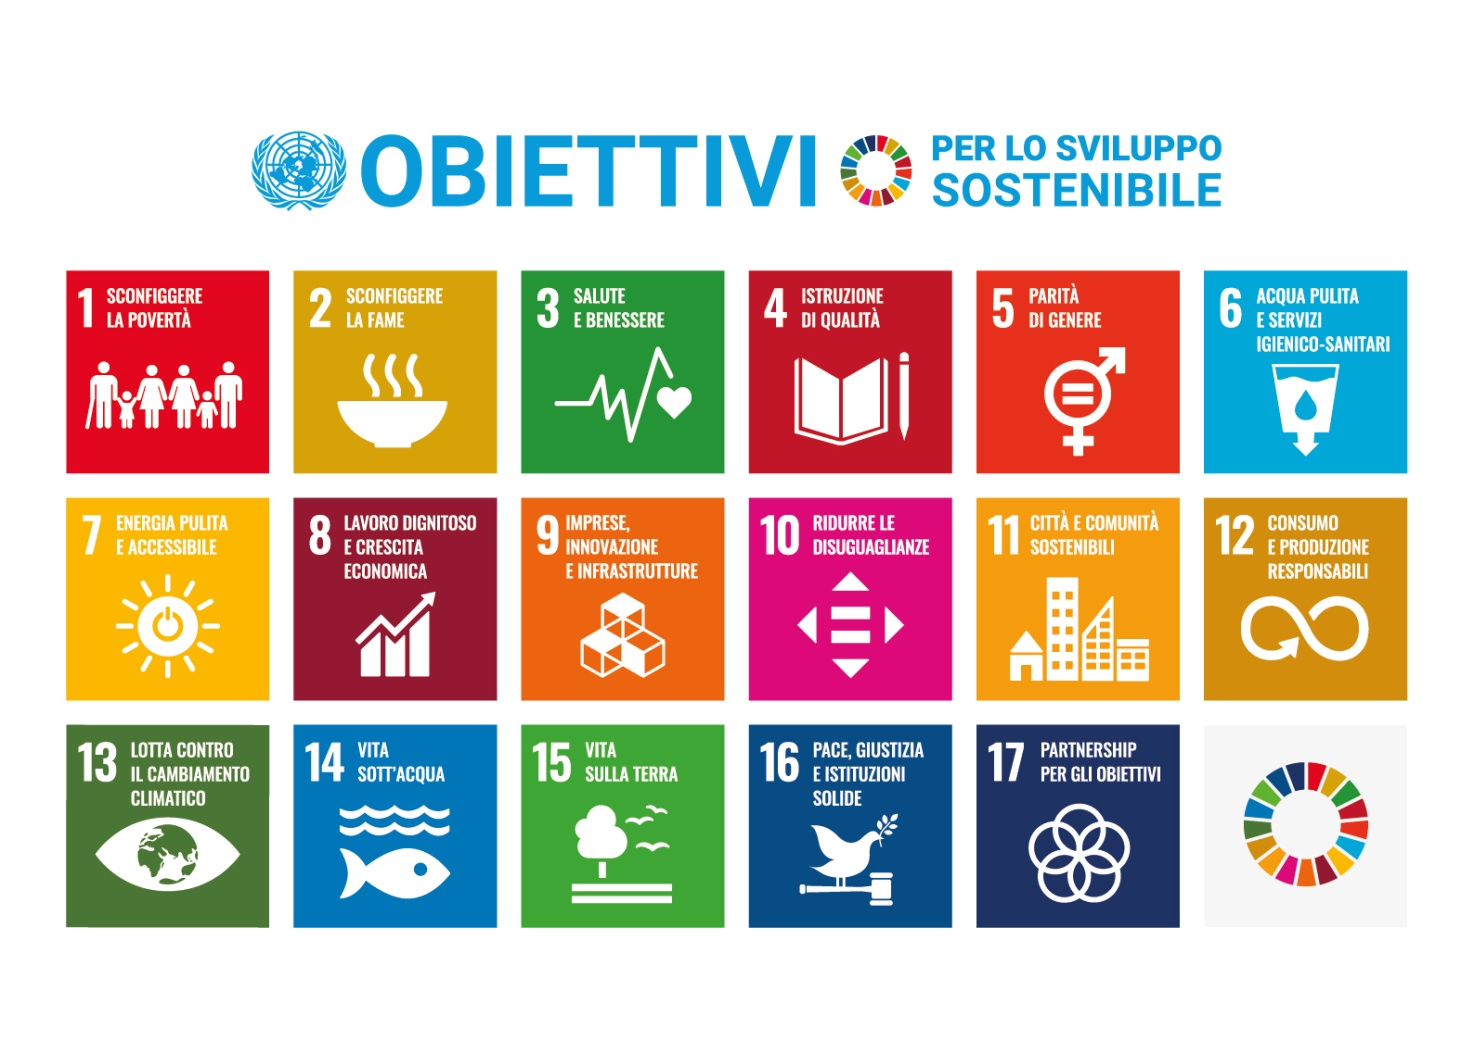 OBIETTIVI
PER LO SVILUPPO
SOSTENIBILE
1 SCONFIGGERE
LA POVERTÀ
2 SCONFIGGERE
LA FAME
3 SALUTE
E BENESSERE
4 ISTRUZIONE
DI QUALITÀ
5 PARITÀ
DI GENERE
6 ACQUA PULITA
E SERVIZI
IGIENICO-SANITARI
7 ENERGIA PULITA
E ACCESSIBILE
8 LAVORO DIGNITOSO
E CRESCITA
ECONOMICA
9 IMPRESE,
INNOVAZIONE
E INFRASTRUTTURE
10 RIDURRE LE
DISUGUAGLIANZE
11 CITTÀ E COMUNITÀ
SOSTENIBILI
12 CONSUMO
E PRODUZIONE
RESPONSABILI
13 LOTTA CONTRO
IL CAMBIAMENTO
CLIMATICO
14 VITA
SOTT'ACQUA
15 VITA
SULLA TERRA
16 PACE, GIUSTIZIA
E ISTITUZIONI
SOLIDE
17 PARTNERSHIP
PER GLI OBIETTIVI